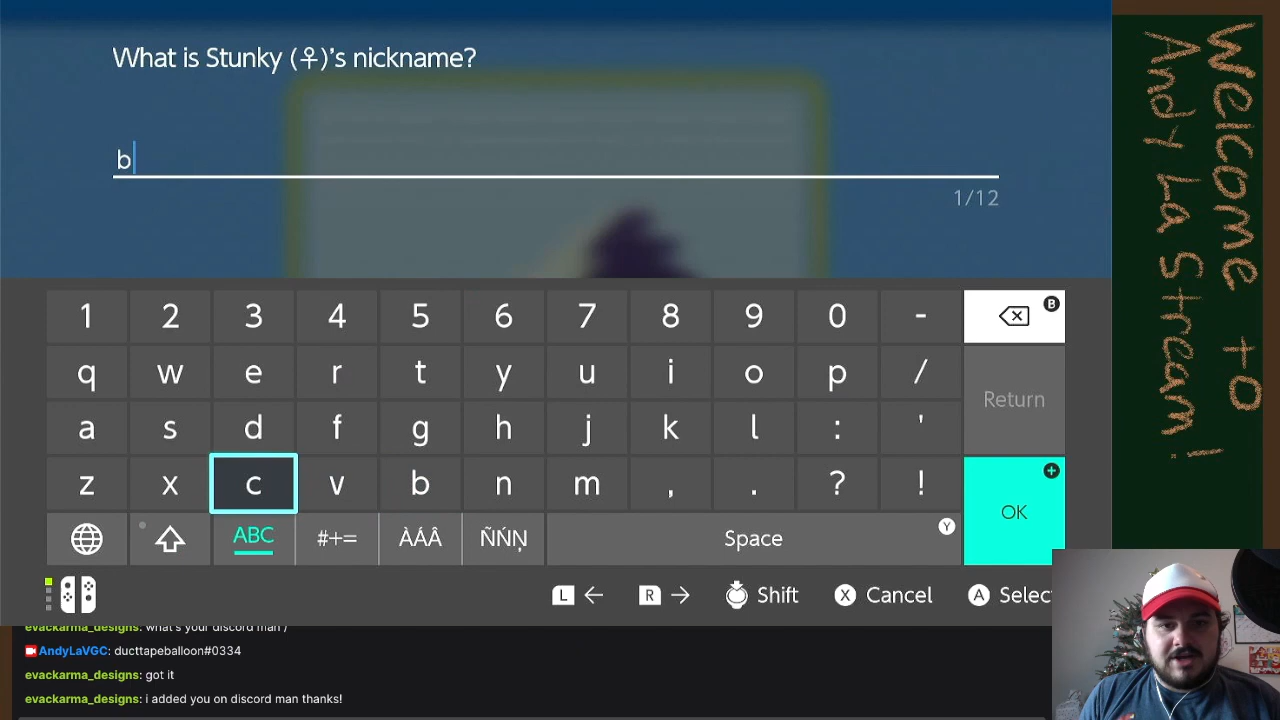 What is Stunky (♀)'s nickname?
b
1/12
1 2 3 4 5 6 7 8 9 0 -
B
q w e r t y u i o p /
Return
a s d f g h j k l : '
z x c v b n m , . ? !
+
OK
ABC #+= ÀÁÂ ÑŃŅ Space Y
L ← R → Shift X Cancel A Select
evackarma_designs: what's your discord man )
AndyLaVGC: ducttapeballoon#0334
evackarma_designs: got it
evackarma_designs: i added you on discord man thanks!
Welcome to
Andy La Stream!